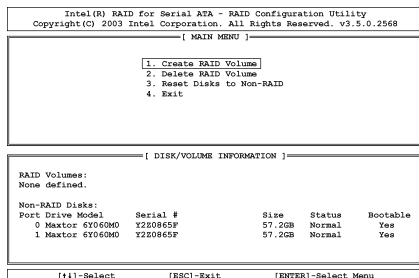 Intel(R) RAID for Serial ATA - RAID Configuration Utility
Copyright(C) 2003 Intel Corporation. All Rights Reserved. v3.5.0.2568
[ MAIN MENU ]
1. Create RAID Volume
2. Delete RAID Volume
3. Reset Disks to Non-RAID
4. Exit
[ DISK/VOLUME INFORMATION ]
RAID Volumes:
None defined.
Non-RAID Disks:
Port Drive Model Serial # Size Status Bootable
0 Maxtor 6Y060M0 Y2Z0865F 57.2GB Normal Yes
1 Maxtor 6Y060M0 Y2Z0865F 57.2GB Normal Yes
[↑↓]-Select [ESC]-Exit [ENTER]-Select Menu